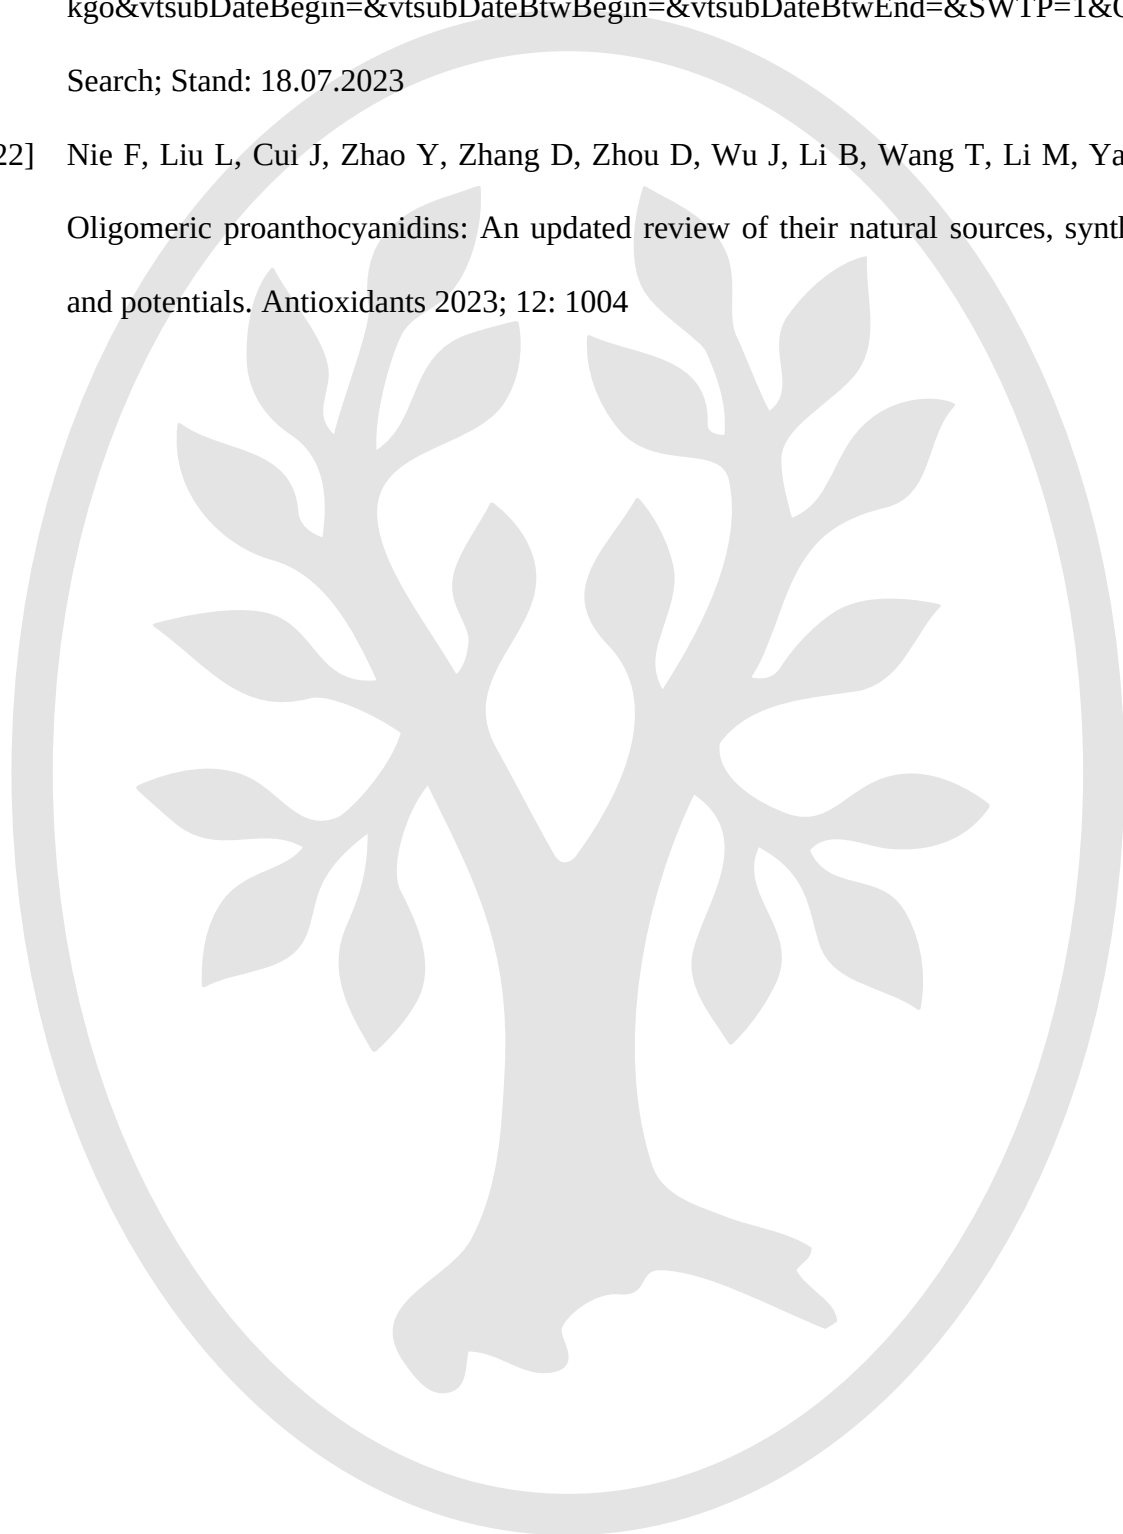 kgo&vtsubDateBegin=&vtsubDateBtwBegin=&vtsubDateBtwEnd=&SWTP=1&
Search; Stand: 18.07.2023
22] Nie F, Liu L, Cui J, Zhao Y, Zhang D, Zhou D, Wu J, Li B, Wang T, Li M,
Oligomeric proanthocyanidins: An updated review of their natural sources,
and potentials. Antioxidants 2023; 12: 1004